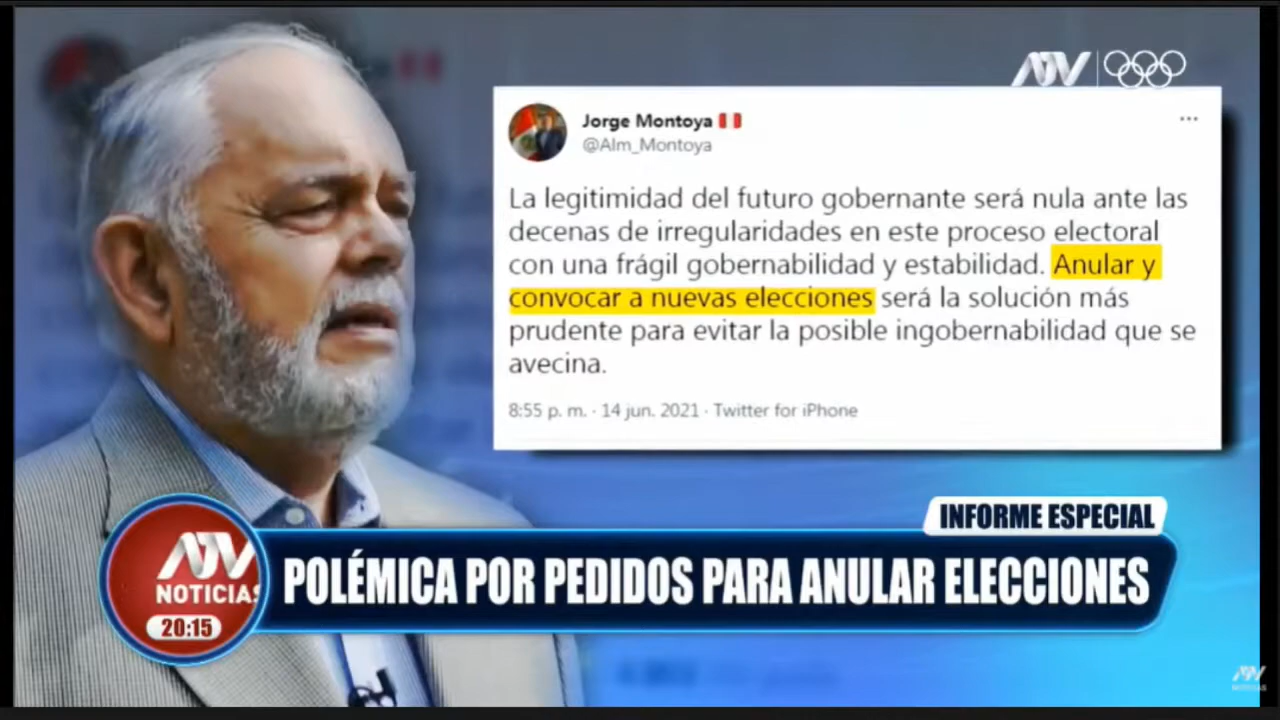 ATV
Jorge Montoya
@Alm_Montoya
La legitimidad del futuro gobernante será nula ante las
decenas de irregularidades en este proceso electoral
con una frágil gobernabilidad y estabilidad. Anular y
convocar a nuevas elecciones será la solución más
prudente para evitar la posible ingobernabilidad que se
avecina.
8:55 p. m. · 14 jun. 2021 · Twitter for iPhone
INFORME ESPECIAL
ATV
NOTICIAS
20:15
POLÉMICA POR PEDIDOS PARA ANULAR ELECCIONES
ATV
NOTICIAS